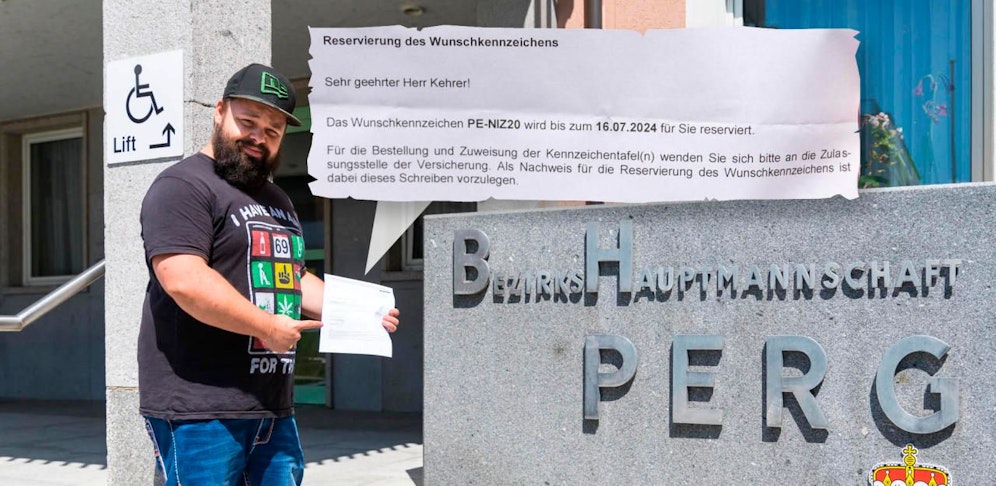 Reservierung des Wunschkennzeichens
Sehr geehrter Herr Kehrer!
Das Wunschkennzeichen PE-NIZ20 wird bis zum 16.07.2024 für Sie reserviert.
Für die Bestellung und Zuweisung der Kennzeichentafel(n) wenden Sie sich bitte an die Zulas-
sungsstelle der Versicherung. Als Nachweis für die Reservierung des Wunschkennzeichens ist
dabei dieses Schreiben vorzulegen.
Lift
I HAVE AN
69
FOR
BEZIRKSHAUPTMANNSCHAFT
PERG